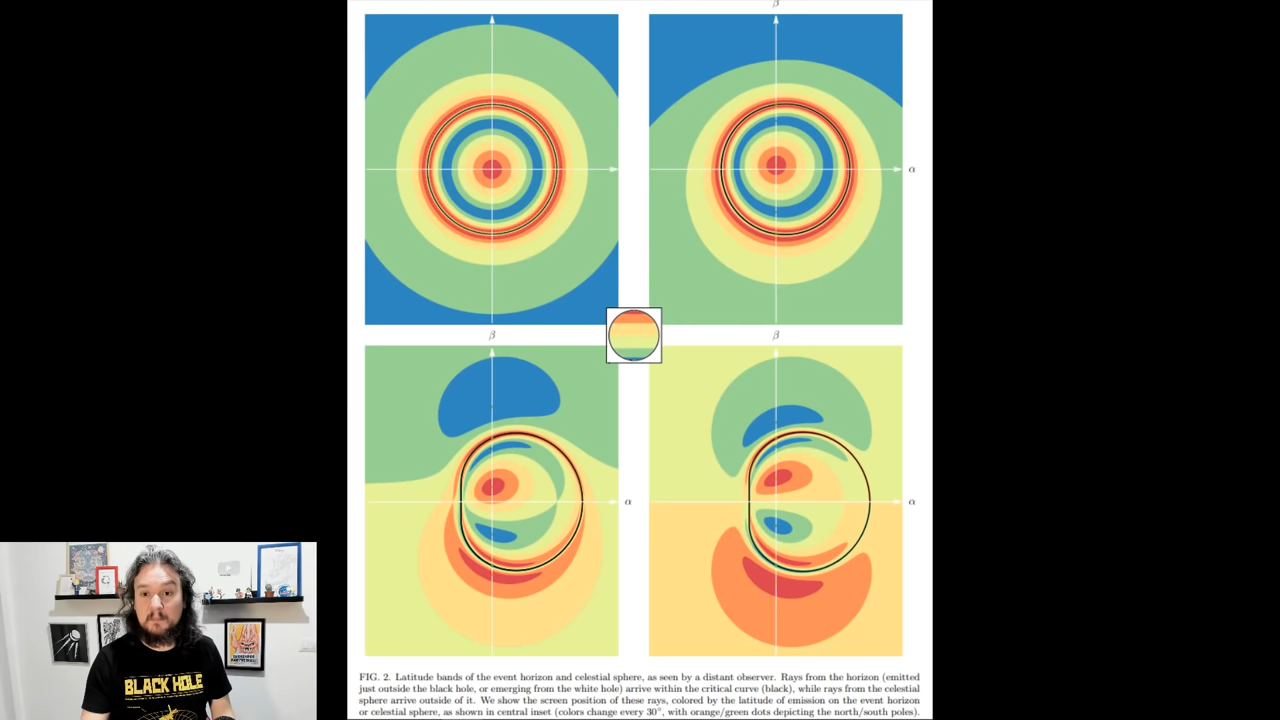 β
α
β
β
α
α
FIG. 2. Latitude bands of the event horizon and celestial sphere, as seen by a distant observer. Rays from the horizon (emitted
just outside the black hole, or emerging from the white hole) arrive within the critical curve (black), while rays from the celestial
sphere arrive outside of it. We show the screen position of these rays, colored by the latitude of emission on the event horizon
or celestial sphere, as shown in central inset (colors change every 30°, with orange/green dots depicting the north/south poles).
BLACK HOLE